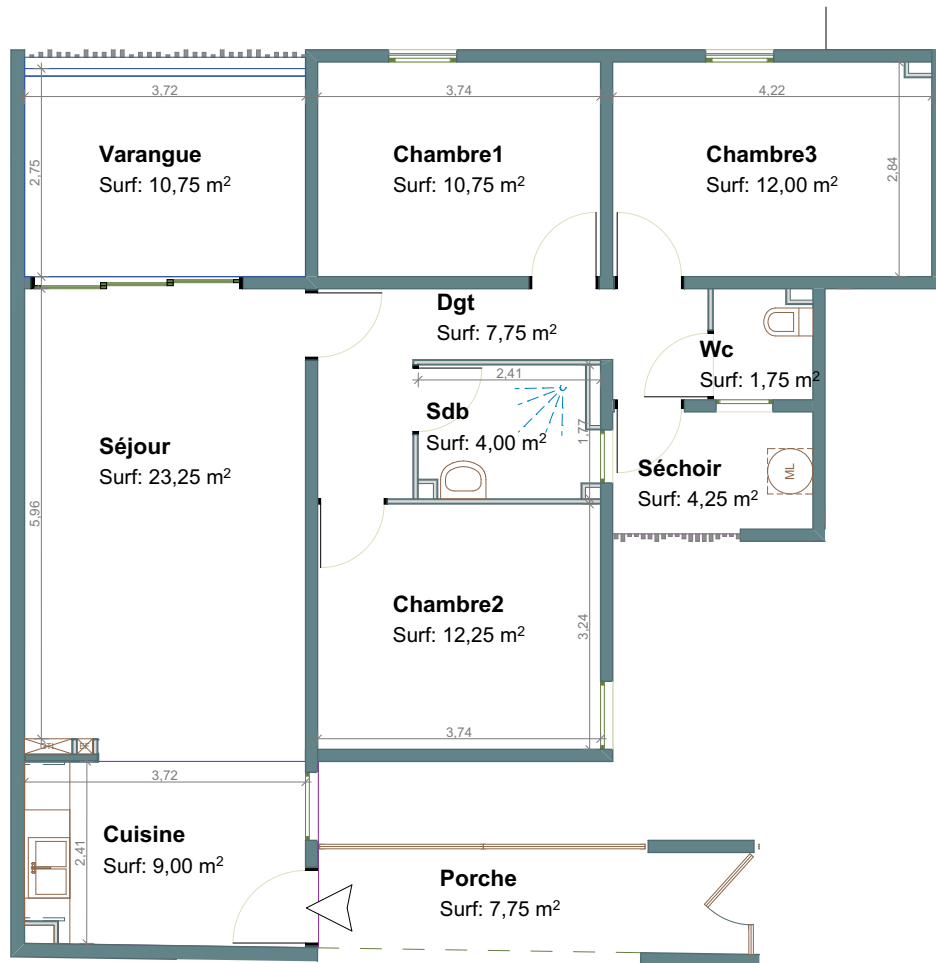 3,72
3,74
4,22
2,75
2,84
Varangue
Surf: 10,75 m²
Chambre1
Surf: 10,75 m²
Chambre3
Surf: 12,00 m²
Dgt
Surf: 7,75 m²
Wc
Surf: 1,75 m²
2,41
1,77
Sdb
Surf: 4,00 m²
Séjour
Surf: 23,25 m²
5,96
Séchoir
Surf: 4,25 m²
ML
Chambre2
Surf: 12,25 m²
3,24
3,74
3,72
2,41
Cuisine
Surf: 9,00 m²
Porche
Surf: 7,75 m²